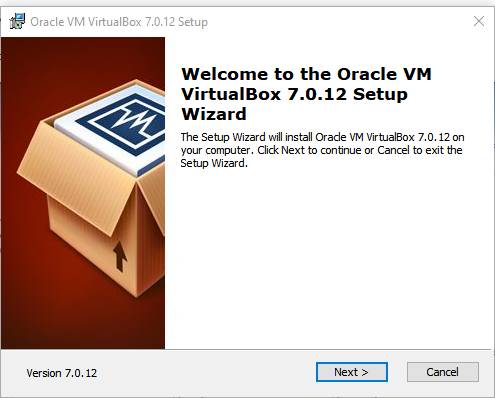 Oracle VM VirtualBox 7.0.12 Setup
Welcome to the Oracle VM
VirtualBox 7.0.12 Setup
Wizard
The Setup Wizard will install Oracle VM VirtualBox 7.0.12 on
your computer. Click Next to continue or Cancel to exit the
Setup Wizard.
Version 7.0.12
Next >
Cancel